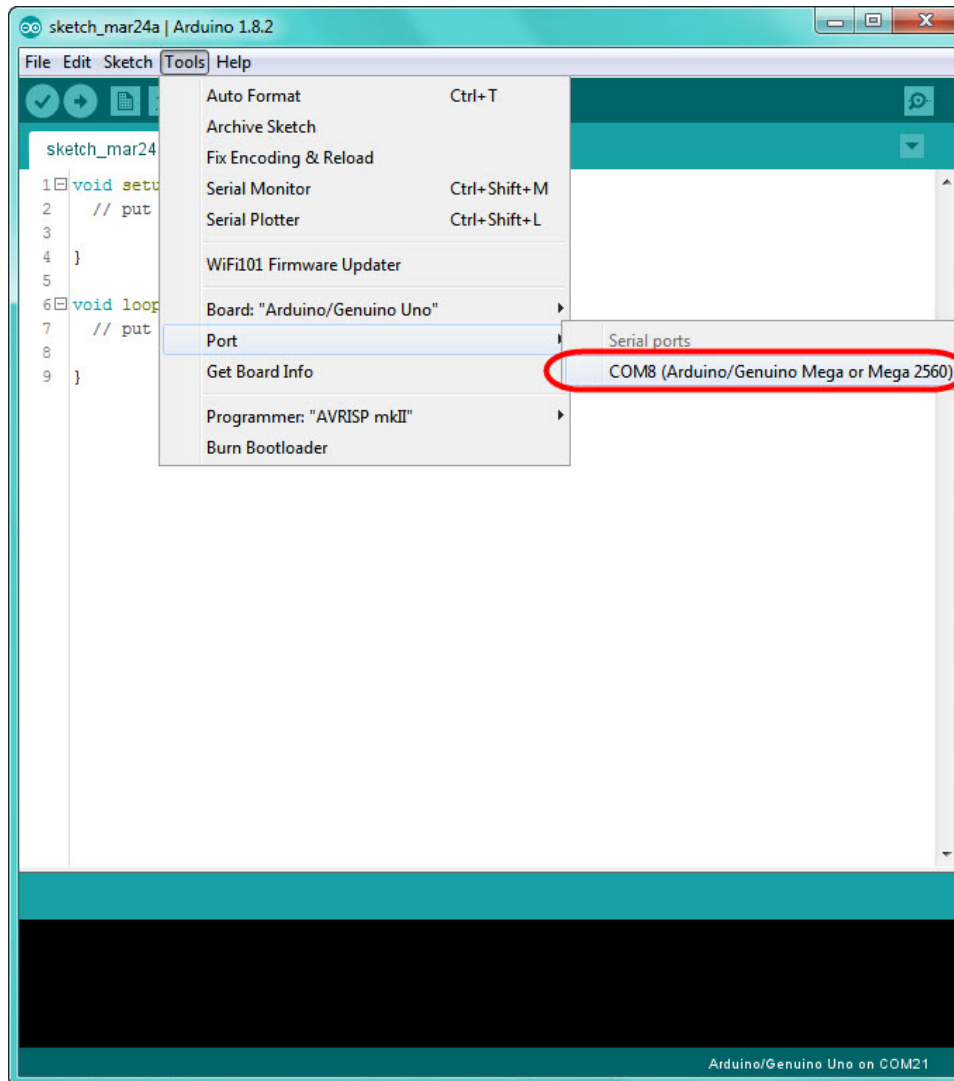 sketch_mar24a | Arduino 1.8.2
File Edit Sketch Tools Help
sketch_mar24
Auto Format Ctrl+T
Archive Sketch
Fix Encoding & Reload
Serial Monitor Ctrl+Shift+M
Serial Plotter Ctrl+Shift+L
WiFi101 Firmware Updater
Board: "Arduino/Genuino Uno"
Port
Get Board Info
Programmer: "AVRISP mkII"
Burn Bootloader
Serial ports
COM8 (Arduino/Genuino Mega or Mega 2560)
1 void setu
2 // put
3
4 }
5
6 void loop
7 // put
8
9 }
Arduino/Genuino Uno on COM21